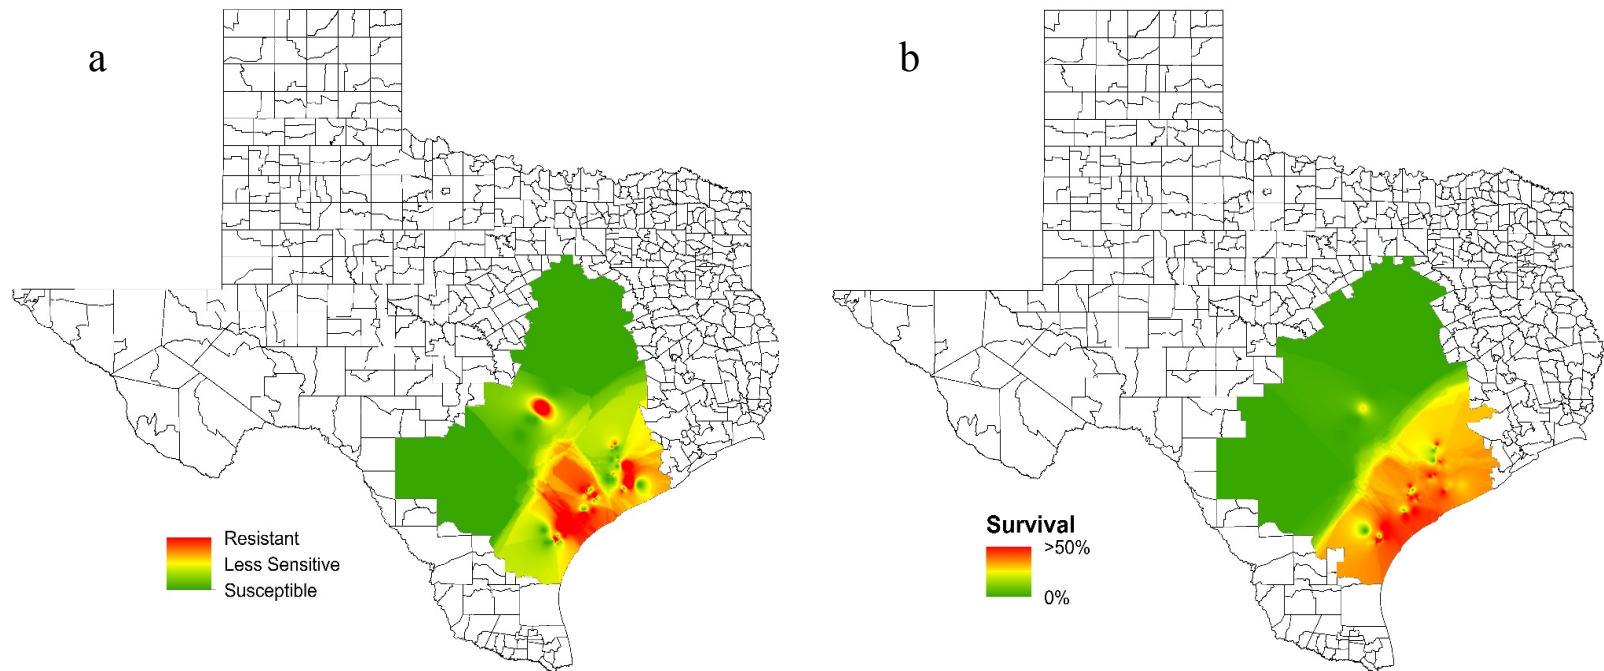 a
b
Resistant
Less Sensitive
Susceptible
Survival
>50%
0%